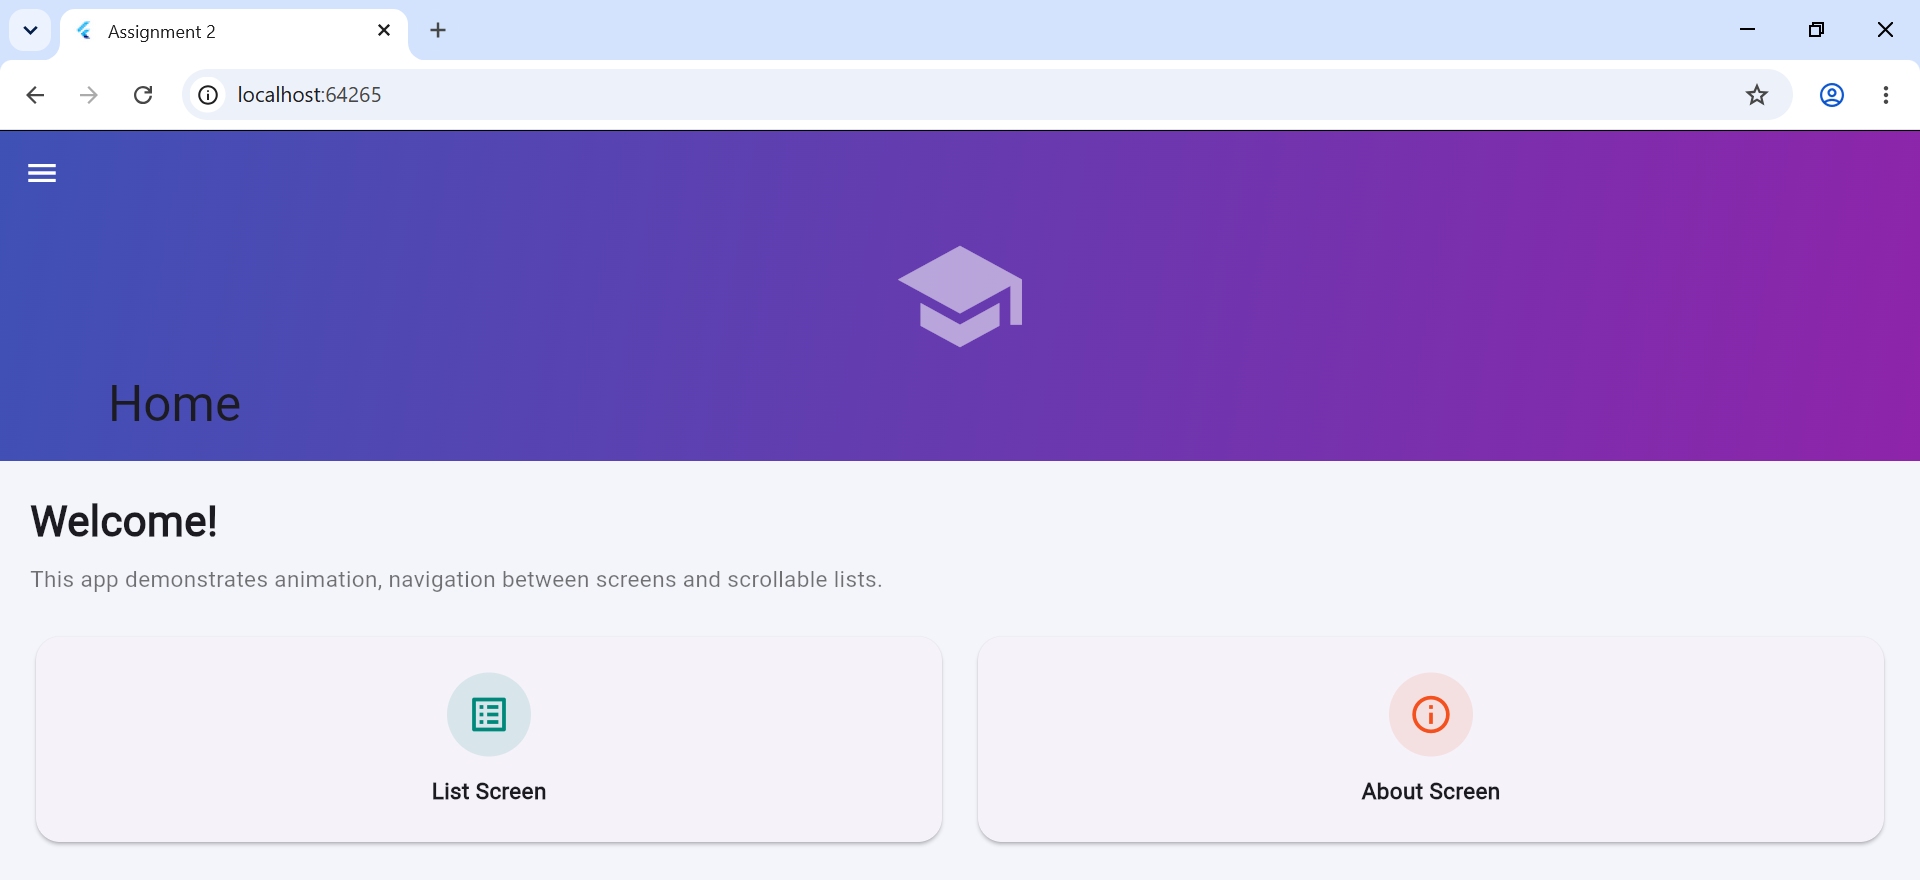 Assignment 2
localhost:64265
Home
Welcome!
This app demonstrates animation, navigation between screens and scrollable lists.
List Screen
About Screen